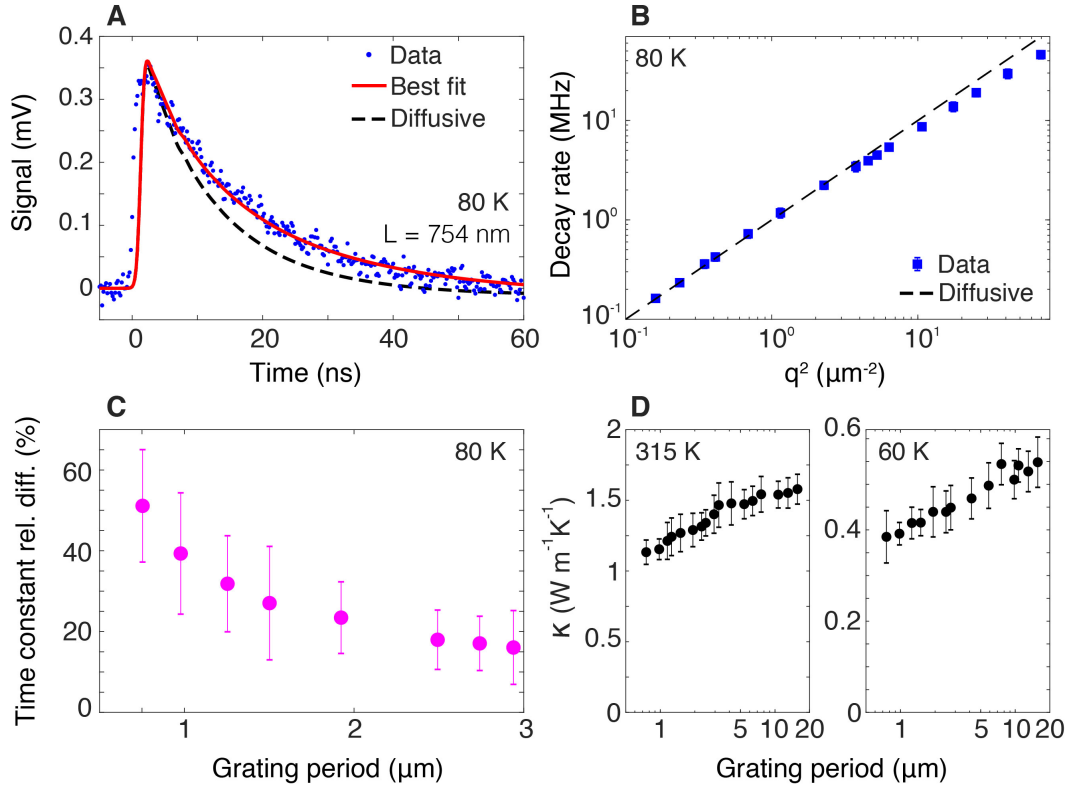 A
0.4
0.3
0.2
0.1
0
Signal (mV)
Data
Best fit
Diffusive
80 K
L = 754 nm
0
20
40
60
Time (ns)
B
80 K
10¹
10⁰
10⁻¹
Decay rate (MHz)
Data
Diffusive
10⁻¹
10⁰
10¹
q² (μm⁻²)
C
80 K
60
40
20
0
Time constant rel. diff. (%)
1
2
3
Grating period (μm)
D
315 K
2
1.5
1
0.5
0
κ (W m⁻¹K⁻¹)
1
5
10
20
60 K
0.6
0.4
0.2
0
1
5
10
20
Grating period (μm)